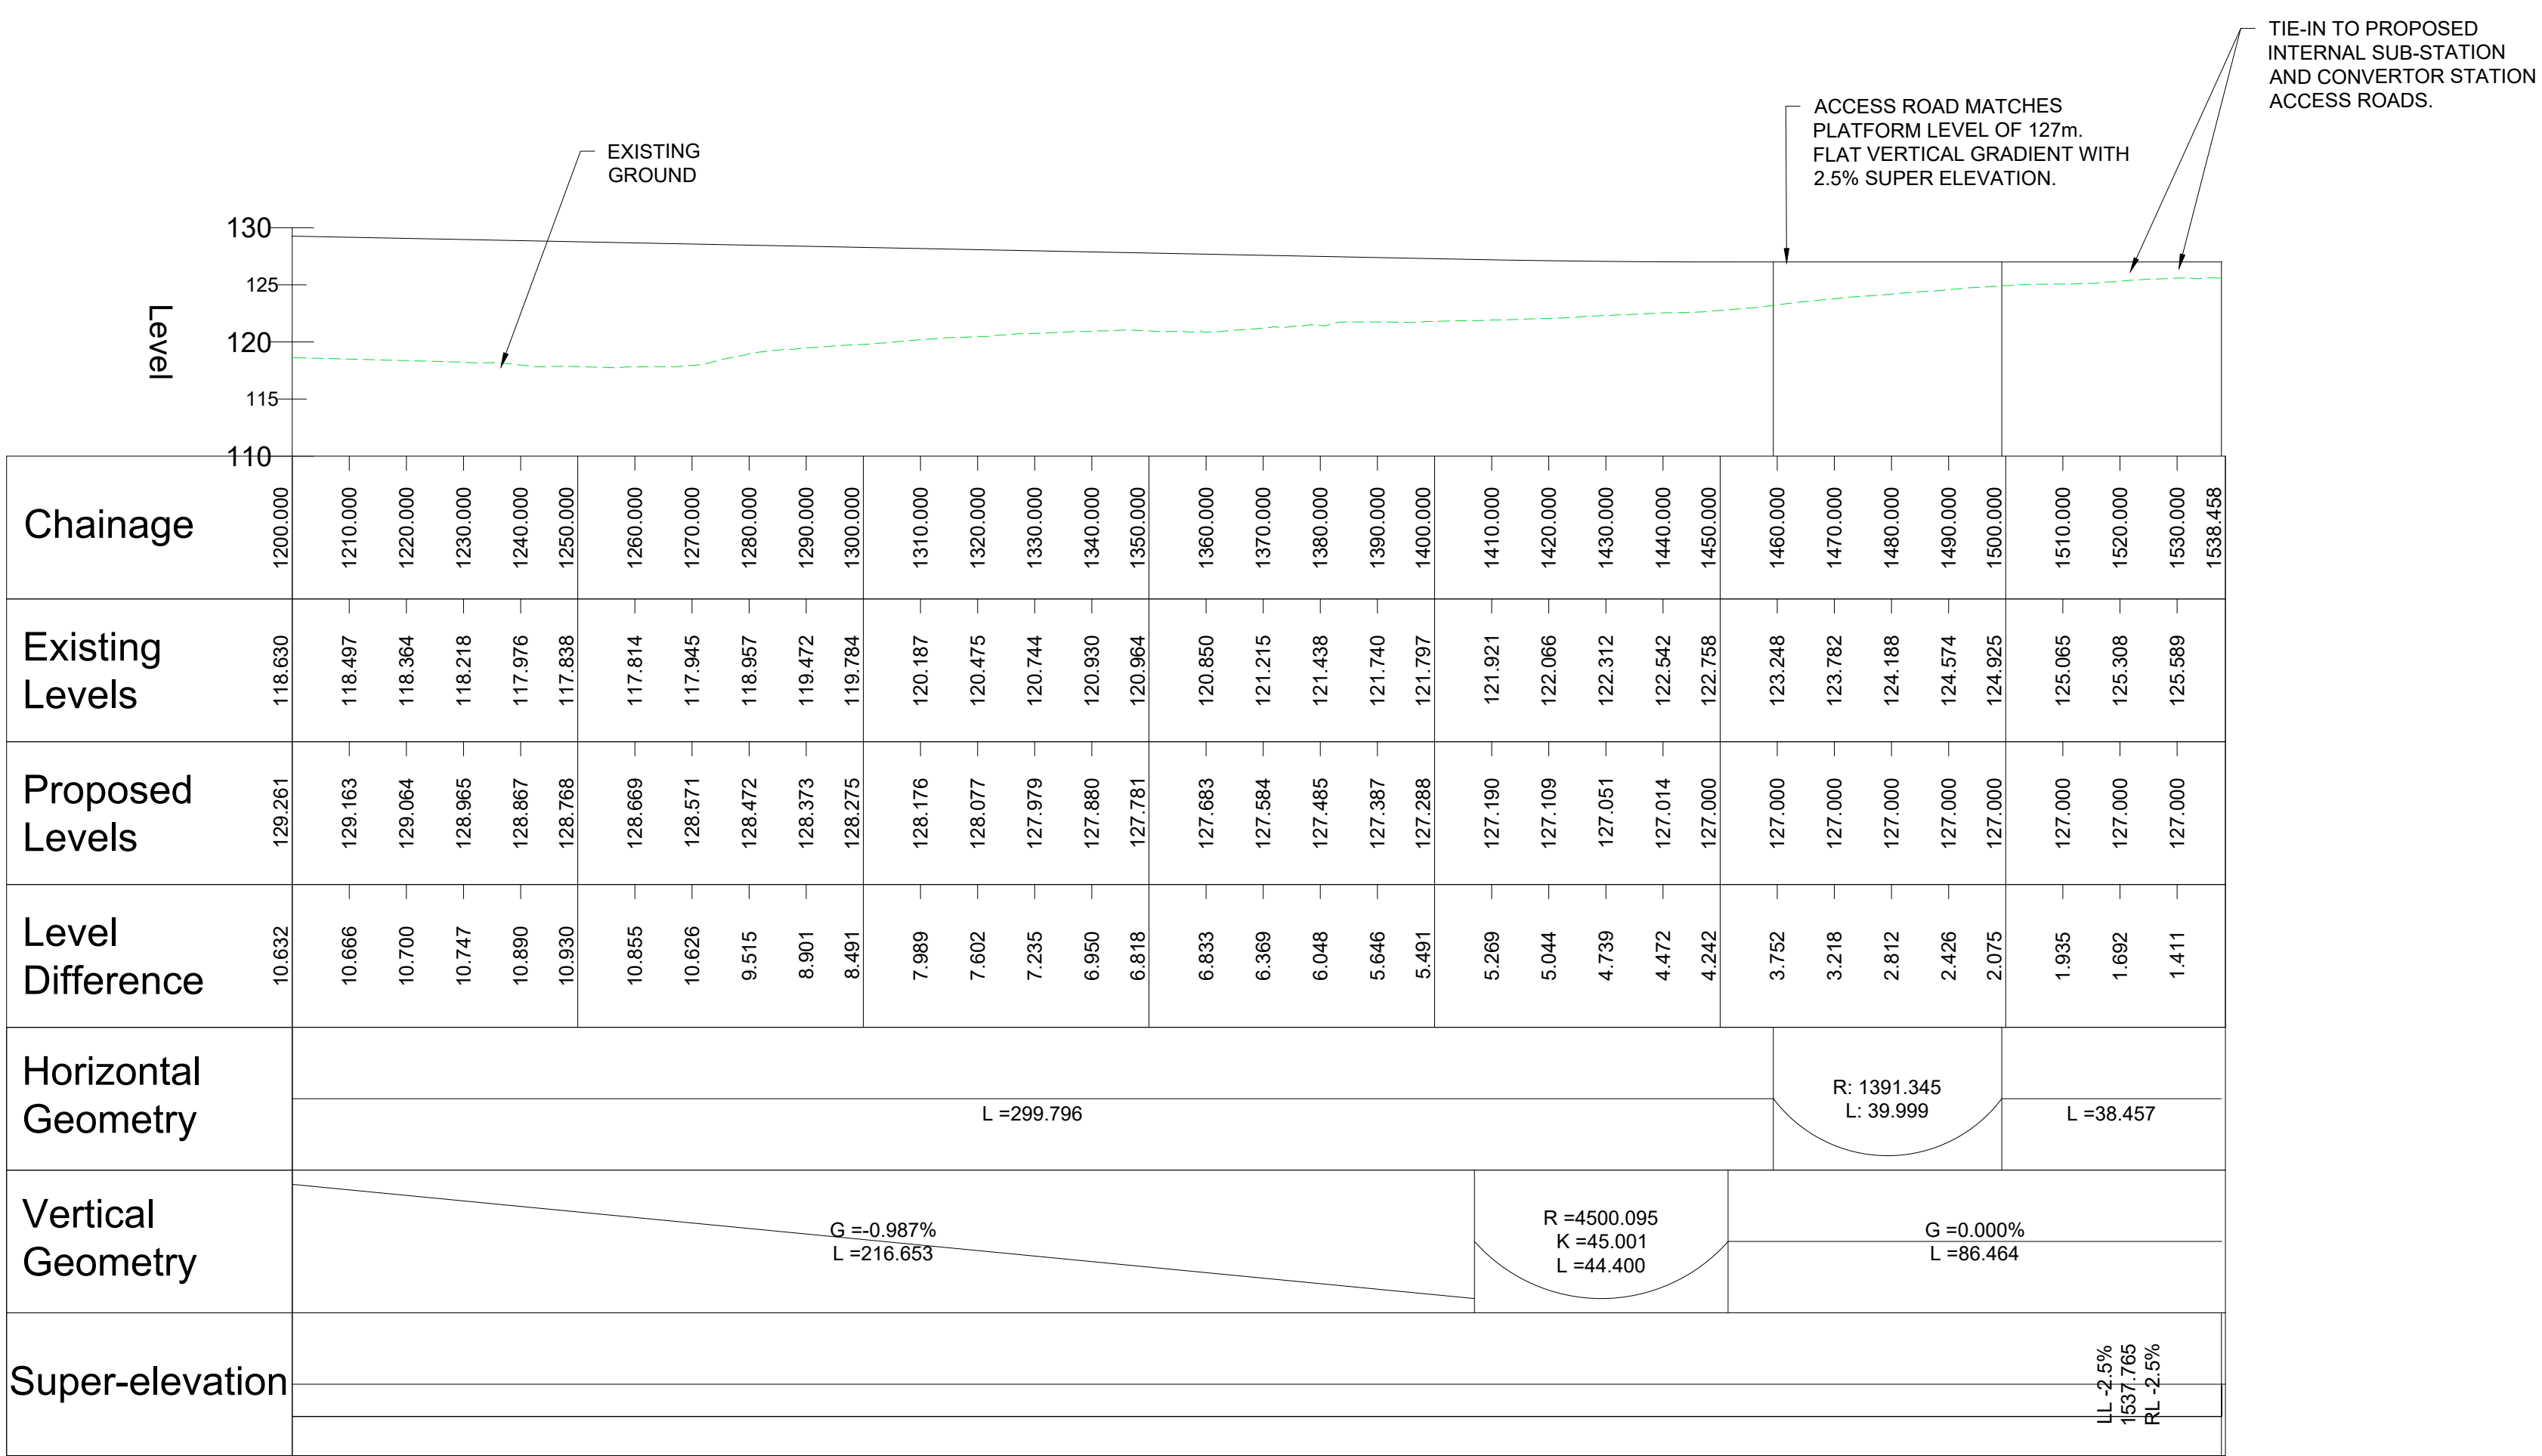 TIE-IN TO PROPOSED
INTERNAL SUB-STATION
AND CONVERTOR STATION
ACCESS ROADS.
ACCESS ROAD MATCHES
PLATFORM LEVEL OF 127m.
FLAT VERTICAL GRADIENT WITH
2.5% SUPER ELEVATION.
EXISTING
GROUND
Level
130
125
120
115
110
Chainage
1200.000 1210.000 1220.000 1230.000 1240.000 1250.000 1260.000 1270.000 1280.000 1290.000 1300.000 1310.000 1320.000 1330.000 1340.000 1350.000 1360.000 1370.000 1380.000 1390.000 1400.000 1410.000 1420.000 1430.000 1440.000 1450.000 1460.000 1470.000 1480.000 1490.000 1500.000 1510.000 1520.000 1530.000 1538.458
Existing
Levels
118.630 118.497 118.364 118.218 117.976 117.838 117.814 117.945 118.957 119.472 119.784 120.187 120.475 120.744 120.930 120.964 120.850 121.215 121.438 121.740 121.797 121.921 122.066 122.312 122.542 122.758 123.248 123.782 124.188 124.574 124.925 125.065 125.308 125.589
Proposed
Levels
129.261 129.163 129.064 128.965 128.867 128.768 128.669 128.571 128.472 128.373 128.275 128.176 128.077 127.979 127.880 127.781 127.683 127.584 127.485 127.387 127.288 127.190 127.109 127.051 127.014 127.000 127.000 127.000 127.000 127.000 127.000 127.000 127.000 127.000
Level
Difference
10.632 10.666 10.700 10.747 10.890 10.930 10.855 10.626 9.515 8.901 8.491 7.989 7.602 7.235 6.950 6.818 6.833 6.369 6.048 5.646 5.491 5.269 5.044 4.739 4.472 4.242 3.752 3.218 2.812 2.426 2.075 1.935 1.692 1.411
Horizontal
Geometry
L =299.796
R: 1391.345
L: 39.999
L =38.457
Vertical
Geometry
G =-0.987%
L =216.653
R =4500.095
K =45.001
L =44.400
G =0.000%
L =86.464
Super-elevation
LL -2.5%
1537.765
RL -2.5%